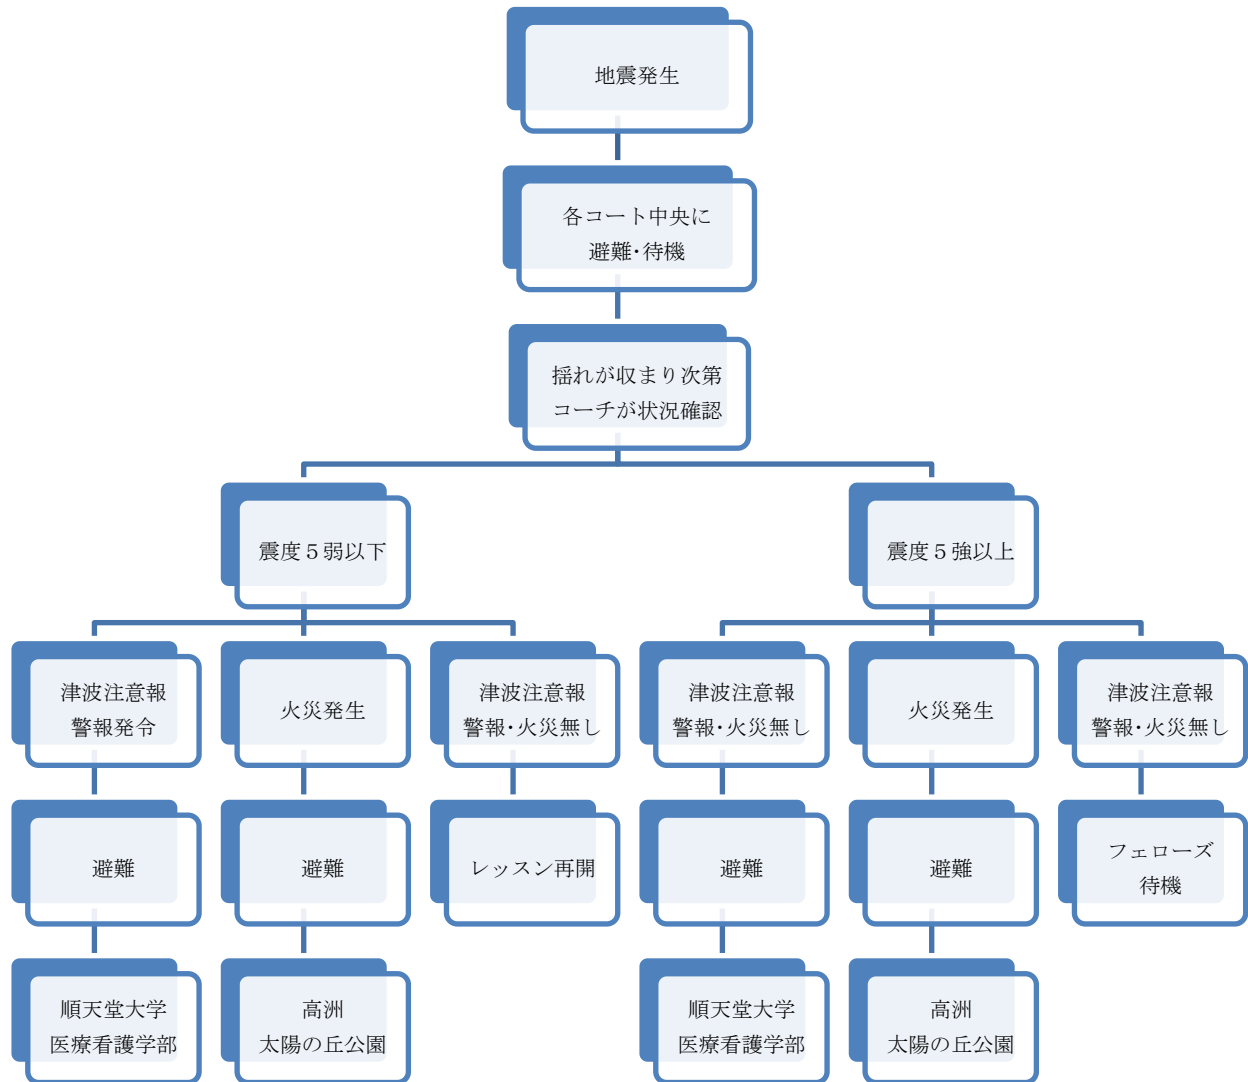 地震発生
各コート中央に
避難・待機
揺れが収まり次第
コーチが状況確認
震度５弱以下
震度５強以上
津波注意報
警報発令
火災発生
津波注意報
警報・火災無し
津波注意報
警報・火災無し
火災発生
津波注意報
警報・火災無し
避難
避難
レッスン再開
避難
避難
フェローズ
待機
順天堂大学
医療看護学部
高洲
太陽の丘公園
順天堂大学
医療看護学部
高洲
太陽の丘公園